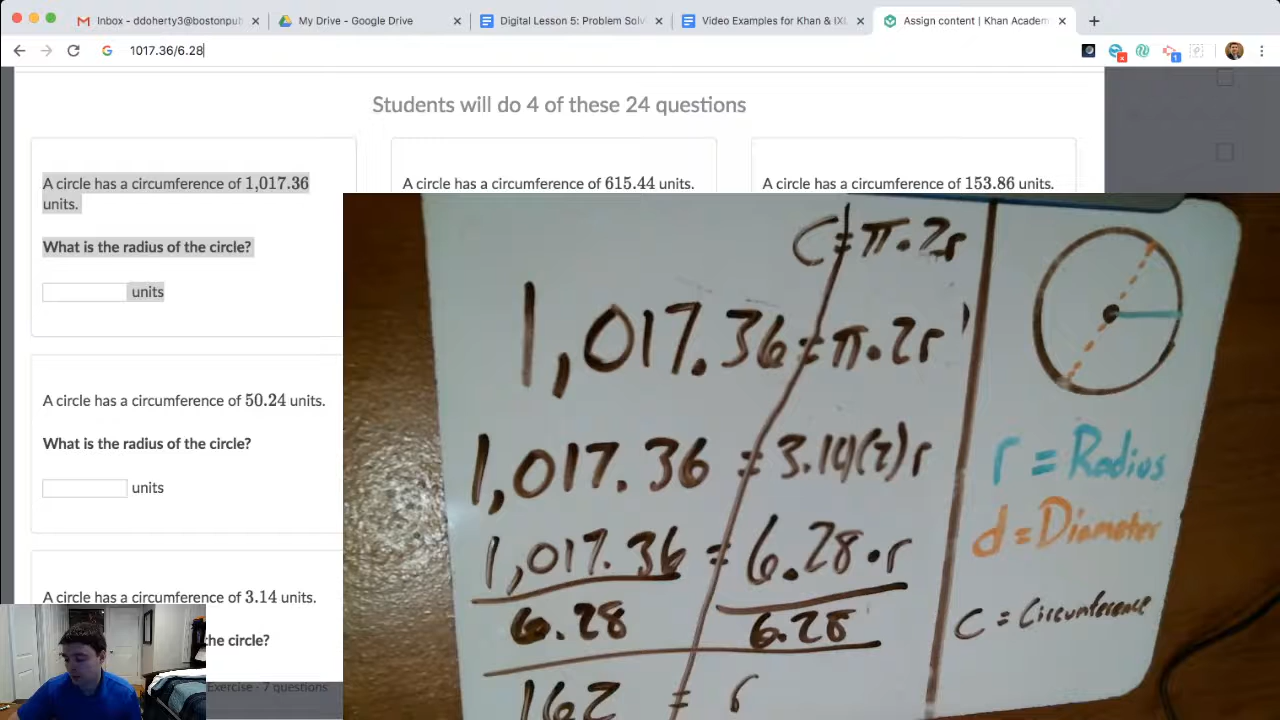 Inbox - ddoherty3@bostonpub
My Drive - Google Drive
Digital Lesson 5: Problem Solv
Video Examples for Khan & IXL
Assign content | Khan Academ
1017.36/6.28
Students will do 4 of these 24 questions
A circle has a circumference of 1,017.36
units.
What is the radius of the circle?
units
A circle has a circumference of 615.44 units.
A circle has a circumference of 153.86 units.
A circle has a circumference of 50.24 units.
What is the radius of the circle?
units
A circle has a circumference of 3.14 units.
the circle?
Exercise · 7 questions
C = π · 2r
1,017.36 = π · 2r
1,017.36 = 3.14(2)r
1,017.36 = 6.28 · r
6.28 6.28
162 = r
r = Radius
d = Diameter
C = Circumference